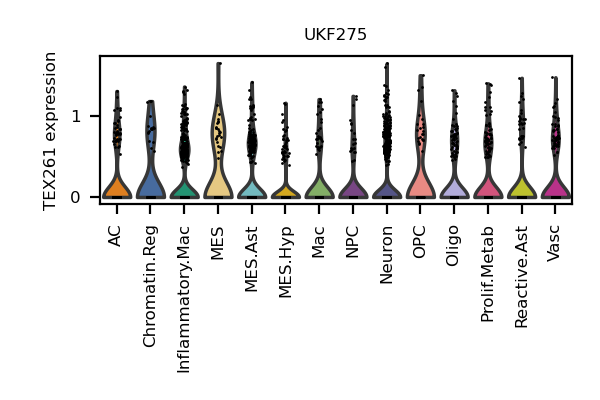 UKF275
TEX261 expression
1
0
AC
Chromatin.Reg
Inflammatory.Mac
MES
MES.Ast
MES.Hyp
Mac
NPC
Neuron
OPC
Oligo
Prolif.Metab
Reactive.Ast
Vasc